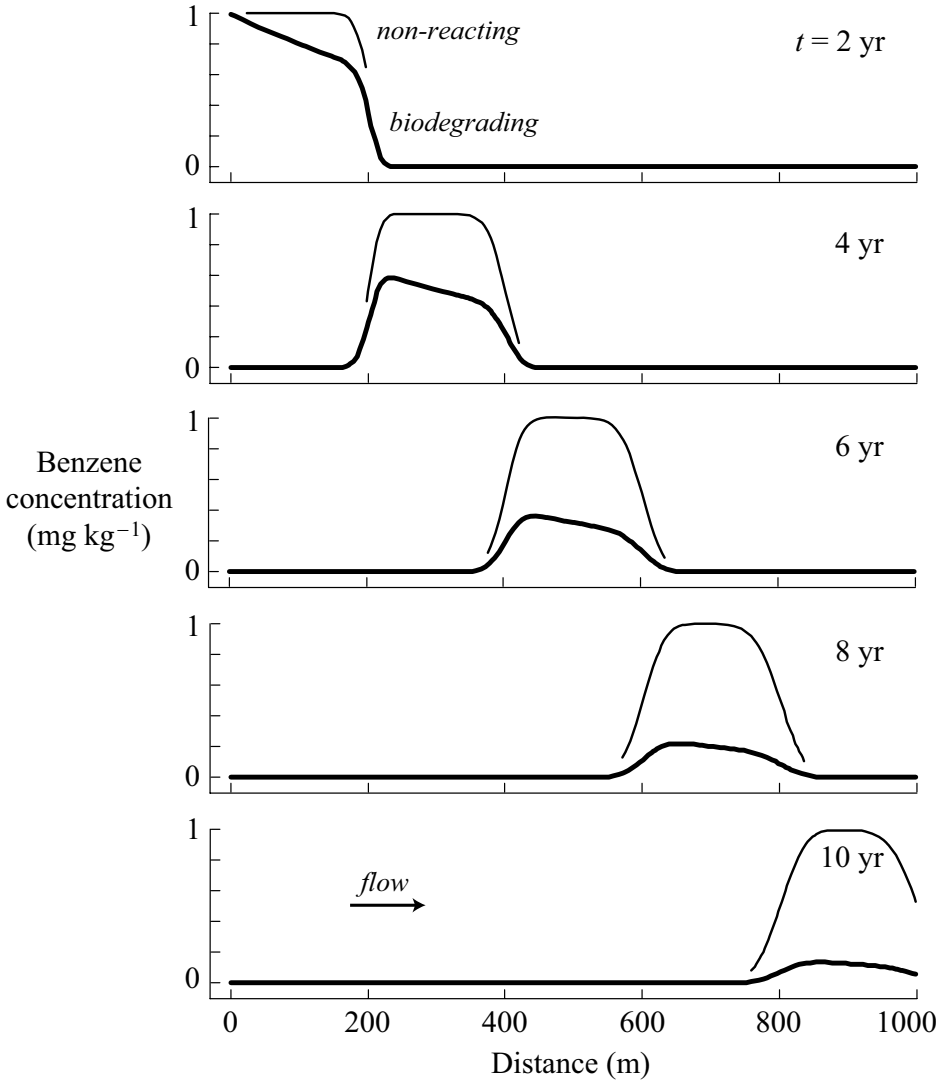 1
non-reacting
t = 2 yr
biodegrading
0
1
4 yr
0
1
6 yr
Benzene
concentration
(mg kg⁻¹)
0
1
8 yr
0
1
10 yr
flow
0
0 200 400 600 800 1000
Distance (m)